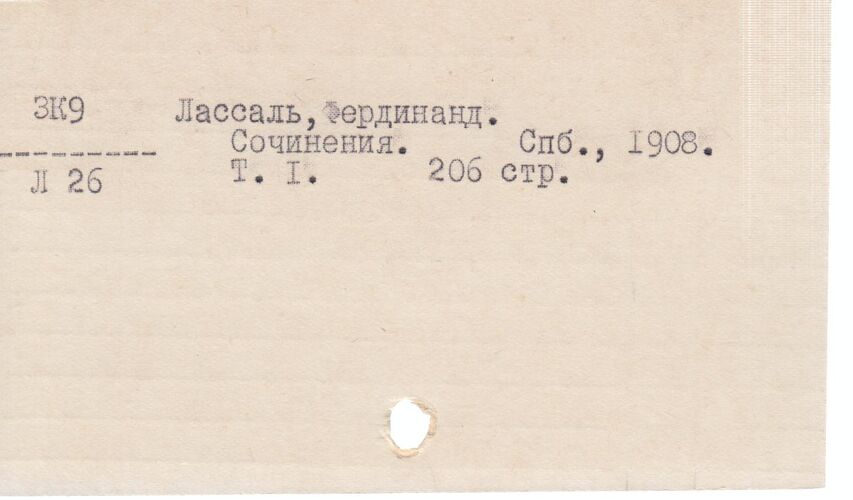 ЗК9 Лассаль, Фердинанд.
Сочинения. Спб., 1908.
Л 26 Т. I. 206 стр.